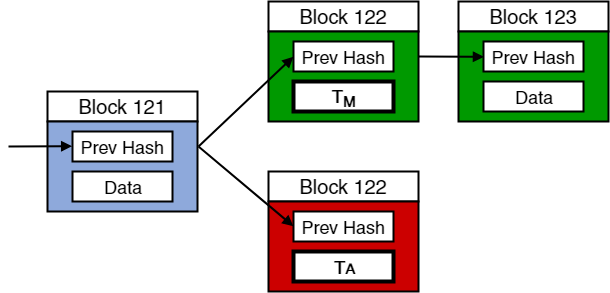 Block 122
Prev Hash
TM
Block 123
Prev Hash
Data
Block 121
Prev Hash
Data
Block 122
Prev Hash
TA